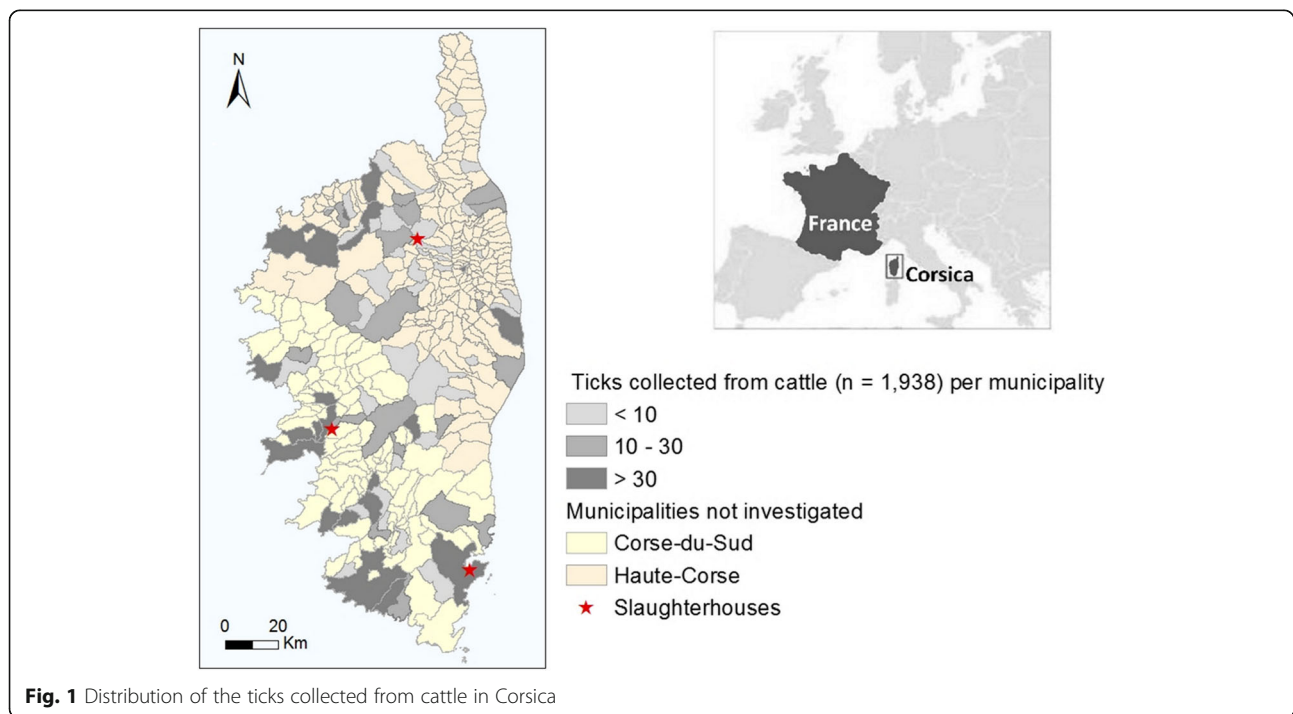 N
0 20
Km
France
Corsica
Ticks collected from cattle (n = 1,938) per municipality
< 10
10 - 30
> 30
Municipalities not investigated
Corse-du-Sud
Haute-Corse
Slaughterhouses
Fig. 1 Distribution of the ticks collected from cattle in Corsica